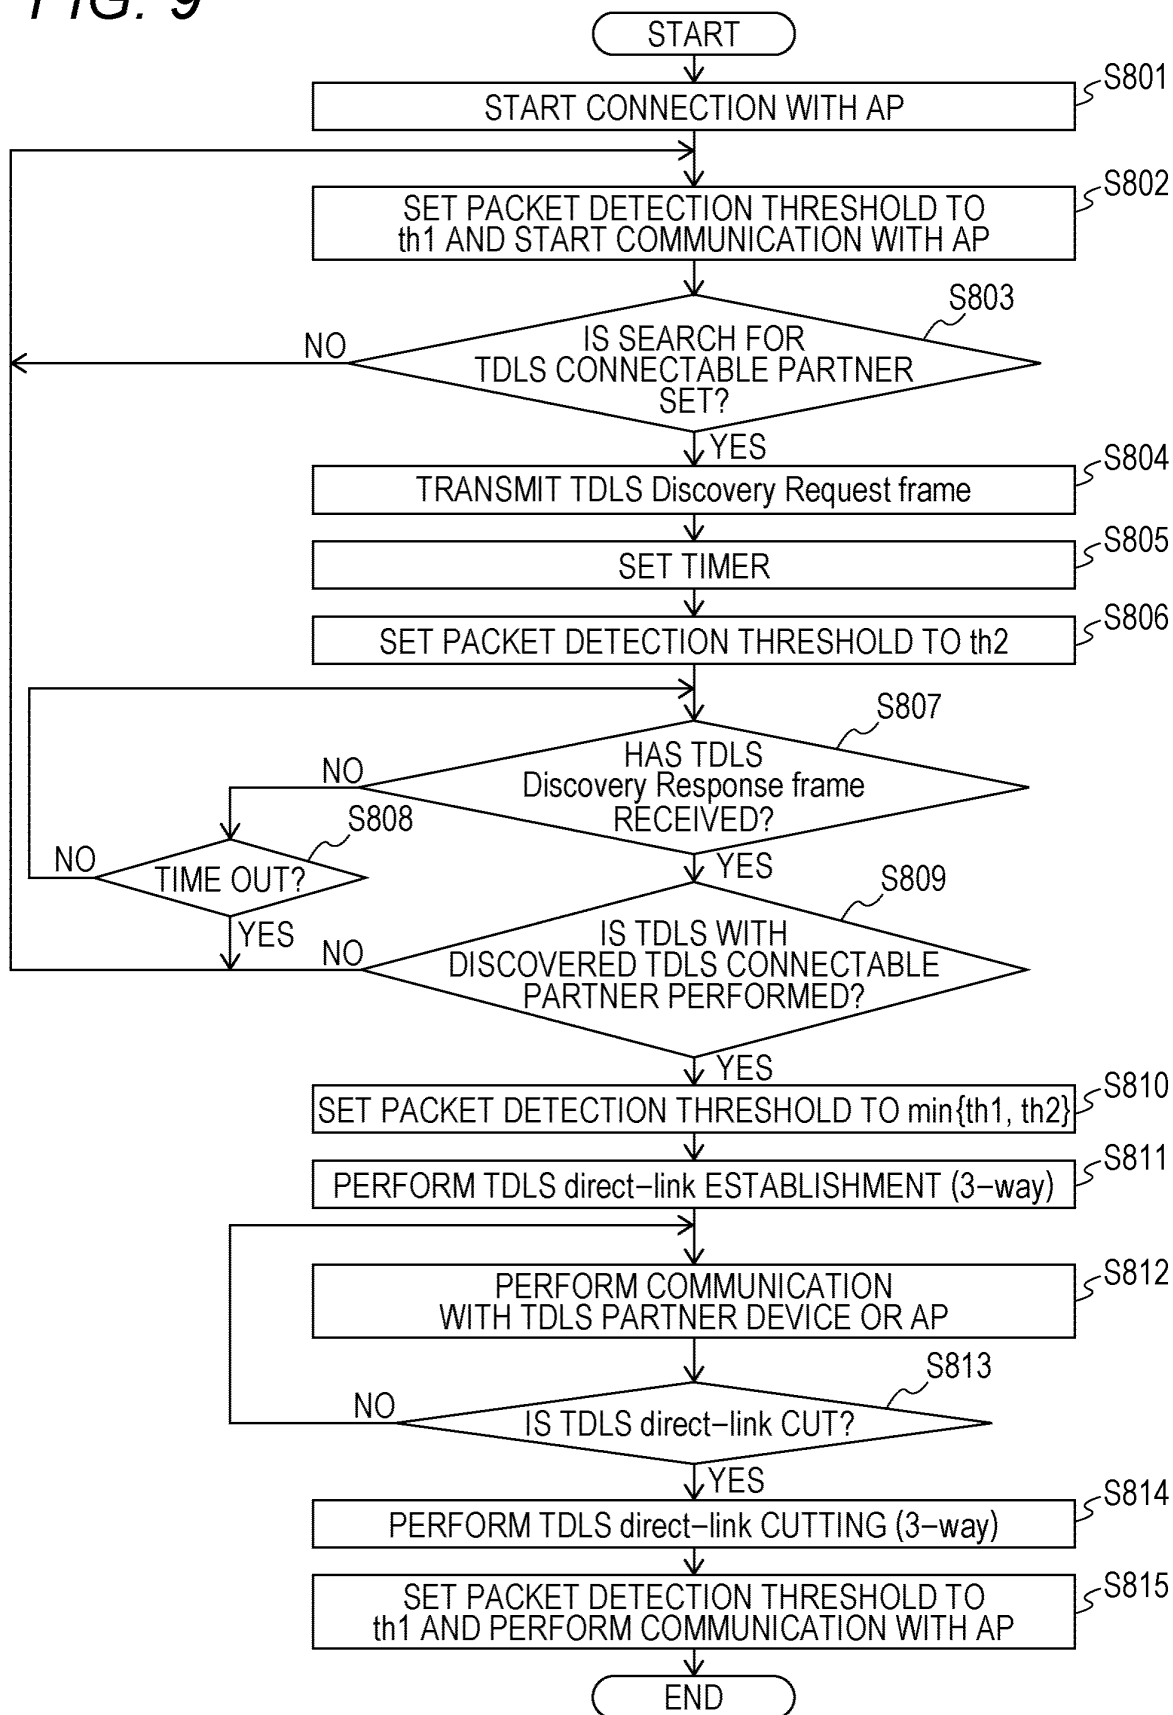 FIG. 9
START
START CONNECTION WITH AP
S801
SET PACKET DETECTION THRESHOLD TO
th1 AND START COMMUNICATION WITH AP
S802
IS SEARCH FOR
TDLS CONNECTABLE PARTNER
SET?
S803
NO
YES
TRANSMIT TDLS Discovery Request frame
S804
SET TIMER
S805
SET PACKET DETECTION THRESHOLD TO th2
S806
HAS TDLS
Discovery Response frame
RECEIVED?
S807
NO
YES
TIME OUT?
S808
NO
YES
IS TDLS WITH
DISCOVERED TDLS CONNECTABLE
PARTNER PERFORMED?
S809
NO
YES
SET PACKET DETECTION THRESHOLD TO min{th1, th2}
S810
PERFORM TDLS direct-link ESTABLISHMENT (3-way)
S811
PERFORM COMMUNICATION
WITH TDLS PARTNER DEVICE OR AP
S812
IS TDLS direct-link CUT?
S813
NO
YES
PERFORM TDLS direct-link CUTTING (3-way)
S814
SET PACKET DETECTION THRESHOLD TO
th1 AND PERFORM COMMUNICATION WITH AP
S815
END